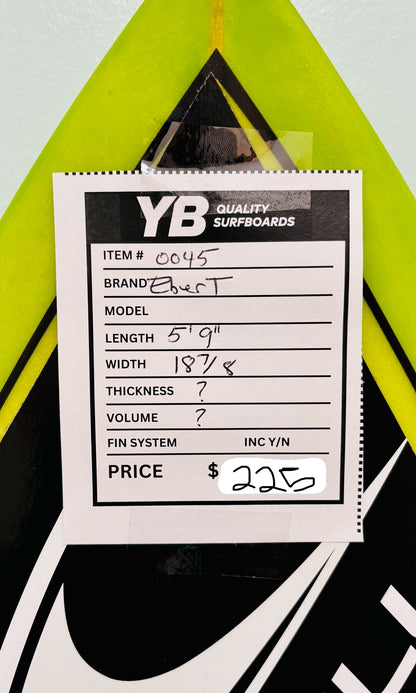 YB QUALITY
SURFBOARDS
ITEM # 0045
BRAND Ebert
MODEL
LENGTH 5' 9"
WIDTH 18 7/8
THICKNESS ?
VOLUME ?
FIN SYSTEM INC Y/N
PRICE $ 225